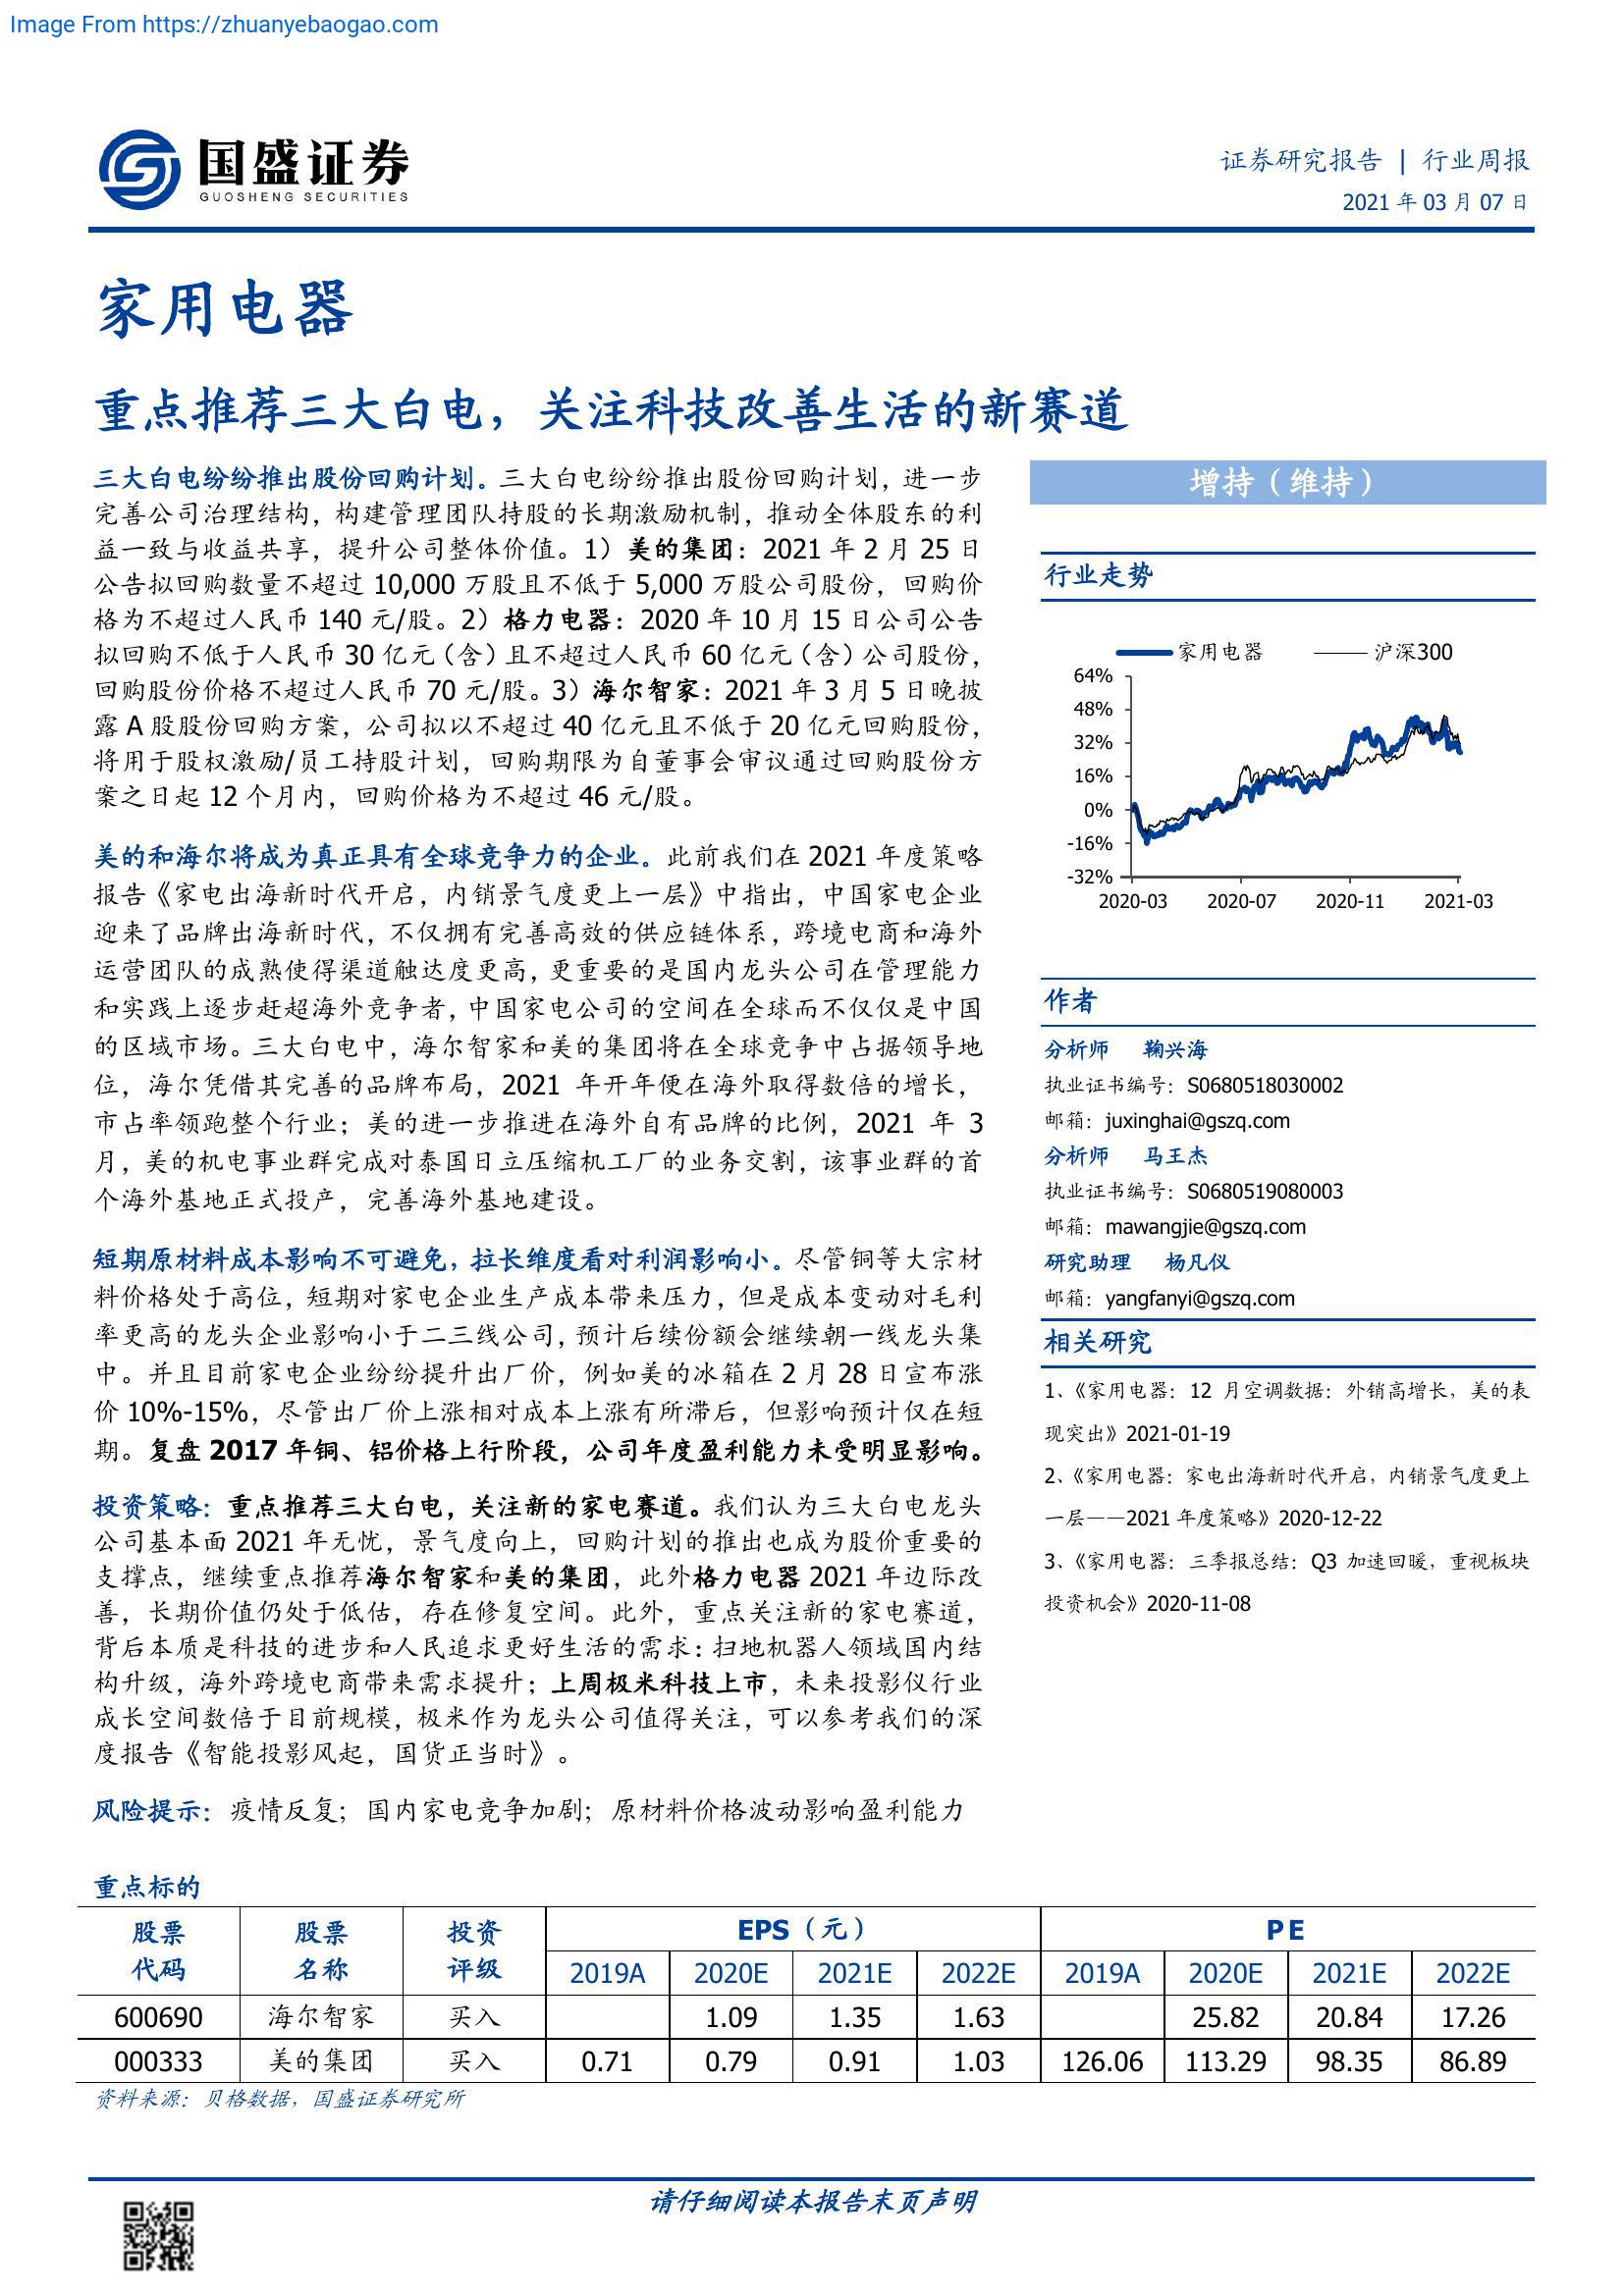 Image From https://zhuanyebaogao.com
国盛证券
GUOSHENG SECURITIES
证券研究报告 | 行业周报
2021 年 03 月 07 日
家用电器
重点推荐三大白电，关注科技改善生活的新赛道
三大白电纷纷推出股份回购计划。三大白电纷纷推出股份回购计划，进一步
完善公司治理结构，构建管理团队持股的长期激励机制，推动全体股东的利
益一致与收益共享，提升公司整体价值。1）美的集团：2021 年 2 月 25 日
公告拟回购数量不超过 10,000 万股且不低于 5,000 万股公司股份，回购价
格为不超过人民币 140 元/股。2）格力电器：2020 年 10 月 15 日公司公告
拟回购不低于人民币 30 亿元（含）且不超过人民币 60 亿元（含）公司股份，
回购股份价格不超过人民币 70 元/股。3）海尔智家：2021 年 3 月 5 日晚披
露 A 股股份回购方案，公司拟以不超过 40 亿元且不低于 20 亿元回购股份，
将用于股权激励/员工持股计划，回购期限为自董事会审议通过回购股份方
案之日起 12 个月内，回购价格为不超过 46 元/股。
美的和海尔将成为真正具有全球竞争力的企业。此前我们在 2021 年度策略
报告《家电出海新时代开启，内销景气度更上一层》中指出，中国家电企业
迎来了品牌出海新时代，不仅拥有完善高效的供应链体系，跨境电商和海外
运营团队的成熟使得渠道触达度更高，更重要的是国内龙头公司在管理能力
和实践上逐步赶超海外竞争者，中国家电公司的空间在全球而不仅仅是中国
的区域市场。三大白电中，海尔智家和美的集团将在全球竞争中占据领导地
位，海尔凭借其完善的品牌布局，2021 年开年便在海外取得数倍的增长，
市占率领跑整个行业；美的进一步推进在海外自有品牌的比例，2021 年 3
月，美的机电事业群完成对泰国日立压缩机工厂的业务交割，该事业群的首
个海外基地正式投产，完善海外基地建设。
短期原材料成本影响不可避免，拉长维度看对利润影响小。尽管铜等大宗材
料价格处于高位，短期对家电企业生产成本带来压力，但是成本变动对毛利
率更高的龙头企业影响小于二三线公司，预计后续份额会继续朝一线龙头集
中。并且目前家电企业纷纷提升出厂价，例如美的冰箱在 2 月 28 日宣布涨
价 10%-15%，尽管出厂价上涨相对成本上涨有所滞后，但影响预计仅在短
期。复盘 2017 年铜、铝价格上行阶段，公司年度盈利能力未受明显影响。
投资策略：重点推荐三大白电，关注新的家电赛道。我们认为三大白电龙头
公司基本面 2021 年无忧，景气度向上，回购计划的推出也成为股价重要的
支撑点，继续重点推荐海尔智家和美的集团，此外格力电器 2021 年边际改
善，长期价值仍处于低估，存在修复空间。此外，重点关注新的家电赛道，
背后本质是科技的进步和人民追求更好生活的需求：扫地机器人领域国内结
构升级，海外跨境电商带来需求提升；上周极米科技上市，未来投影仪行业
成长空间数倍于目前规模，极米作为龙头公司值得关注，可以参考我们的深
度报告《智能投影风起，国货正当时》。
风险提示：疫情反复；国内家电竞争加剧；原材料价格波动影响盈利能力
增持（维持）
行业走势
家用电器 沪深300
64%
48%
32%
16%
0%
-16%
-32%
2020-03 2020-07 2020-11 2021-03
作者
分析师 鞠兴海
执业证书编号：S0680518030002
邮箱：juxinghai@gszq.com
分析师 马王杰
执业证书编号：S0680519080003
邮箱：mawangjie@gszq.com
研究助理 杨凡仪
邮箱：yangfanyi@gszq.com
相关研究
1、《家用电器：12 月空调数据：外销高增长，美的表
现突出》2021-01-19
2、《家用电器：家电出海新时代开启，内销景气度更上
一层——2021 年度策略》2020-12-22
3、《家用电器：三季报总结：Q3 加速回暖，重视板块
投资机会》2020-11-08
重点标的
股票 股票 投资 EPS（元） P E
代码 名称 评级 2019A 2020E 2021E 2022E 2019A 2020E 2021E 2022E
600690 海尔智家 买入 1.09 1.35 1.63 25.82 20.84 17.26
000333 美的集团 买入 0.71 0.79 0.91 1.03 126.06 113.29 98.35 86.89
资料来源：贝格数据，国盛证券研究所
请仔细阅读本报告末页声明